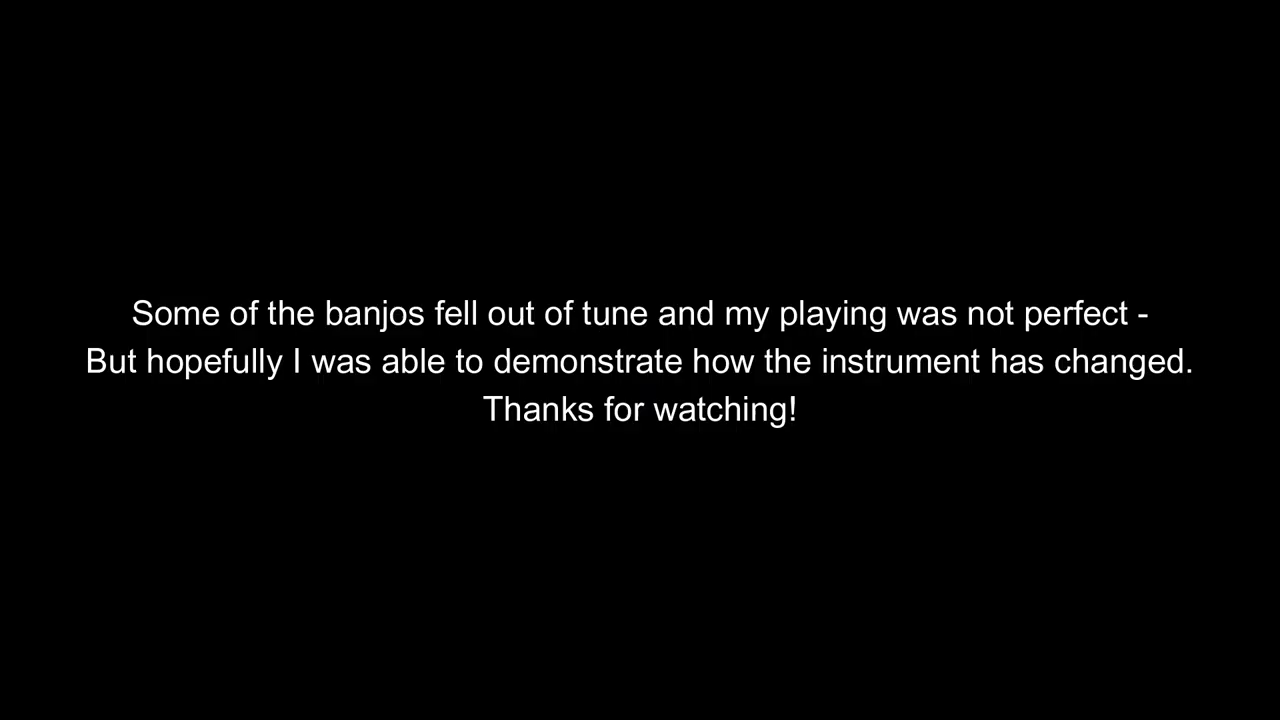 Some of the banjos fell out of tune and my playing was not perfect -
But hopefully I was able to demonstrate how the instrument has changed.
Thanks for watching!